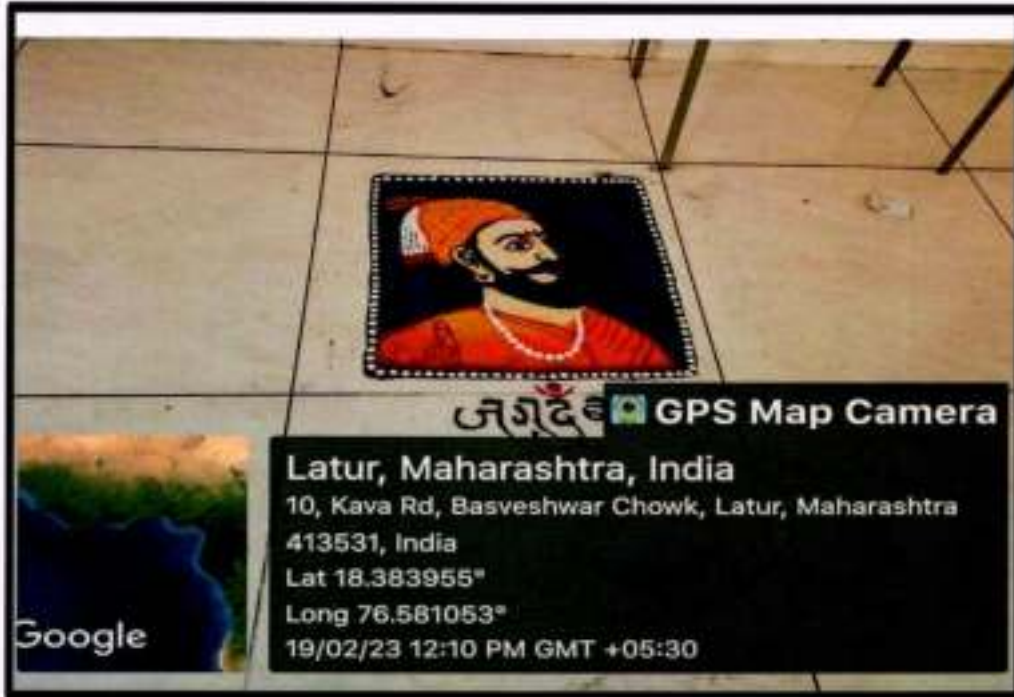 GPS Map Camera
Latur, Maharashtra, India
10, Kava Rd, Basveshwar Chowk, Latur, Maharashtra
413531, India
Lat 18.383955°
Long 76.581053°
19/02/23 12:10 PM GMT +05:30
Google